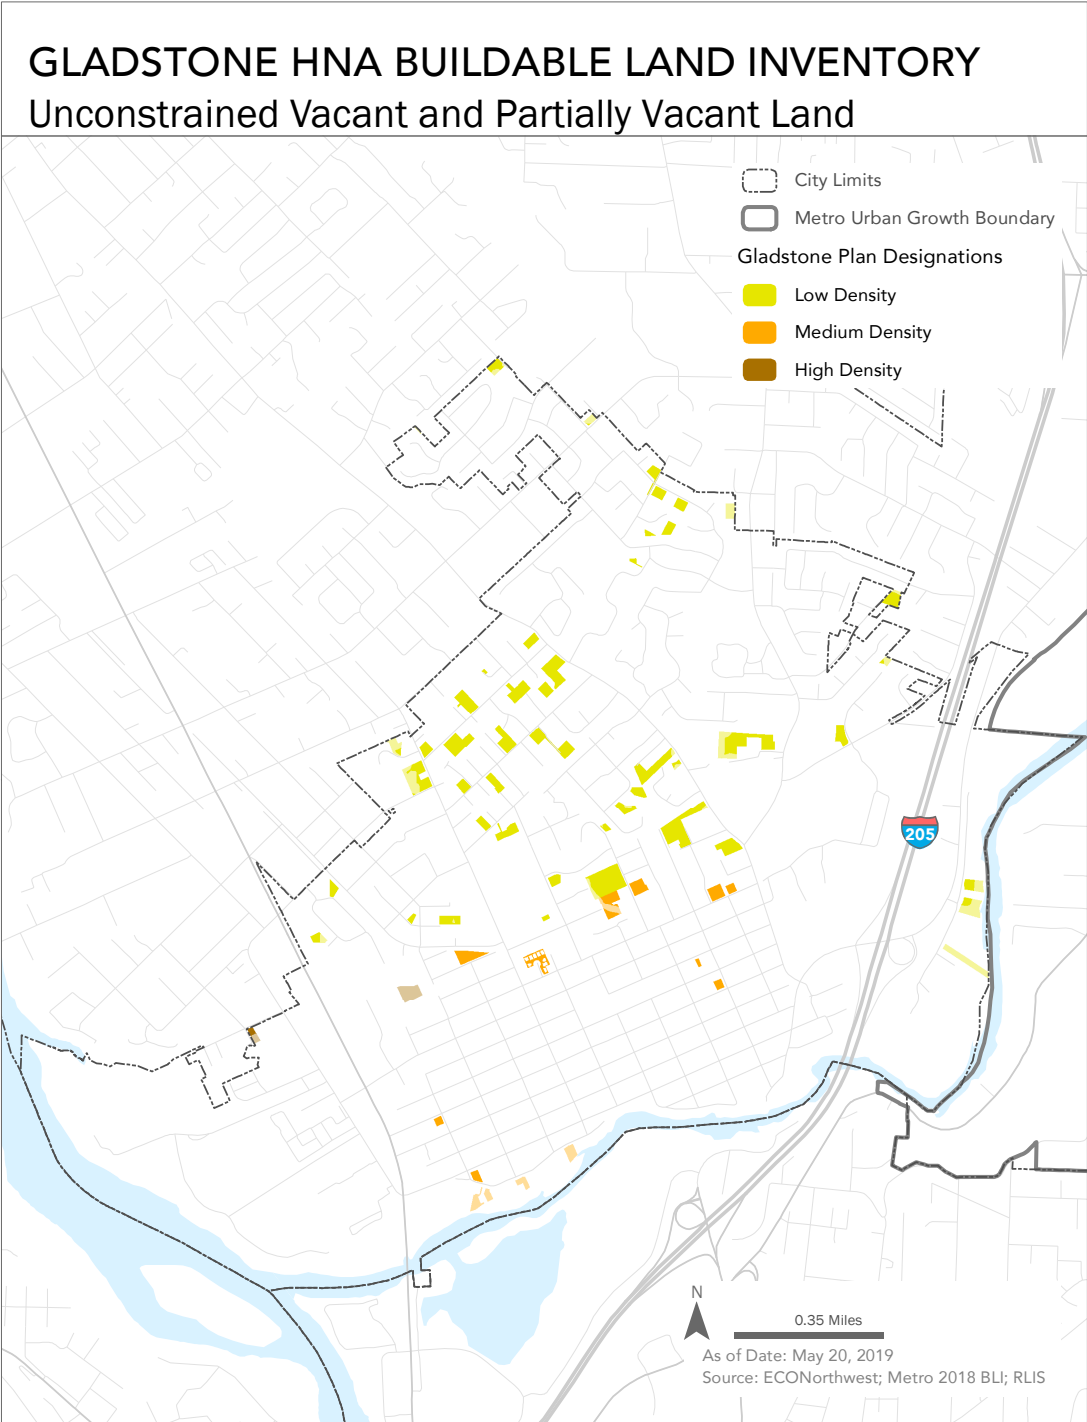 GLADSTONE HNA BUILDABLE LAND INVENTORY
Unconstrained Vacant and Partially Vacant Land
City Limits
Metro Urban Growth Boundary
Gladstone Plan Designations
Low Density
Medium Density
High Density
205
N
0.35 Miles
As of Date: May 20, 2019
Source: ECONorthwest; Metro 2018 BLI; RLIS